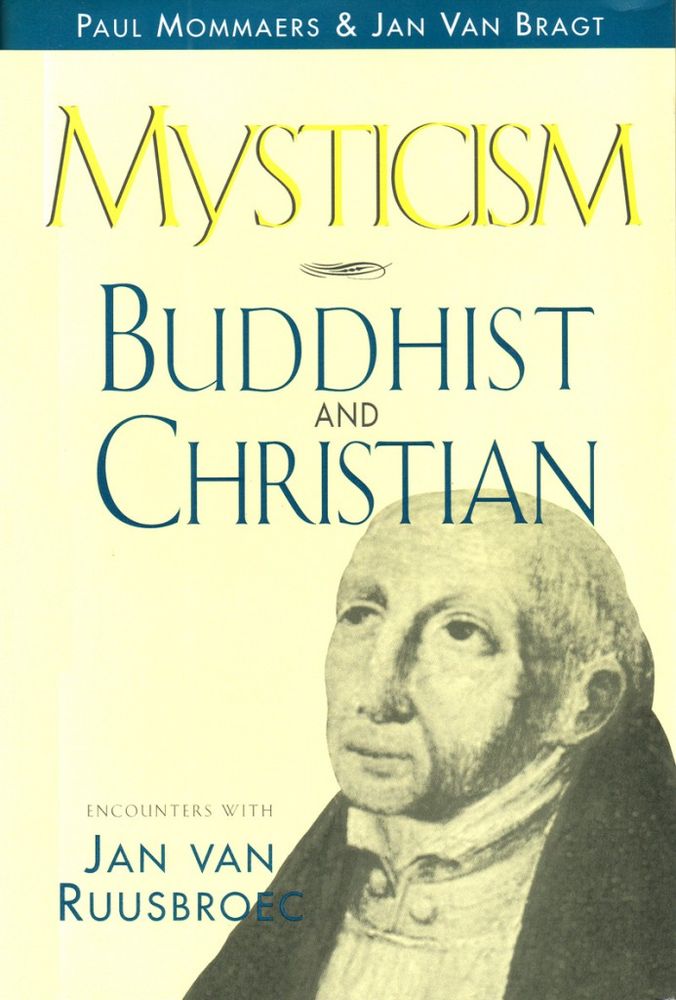 PAUL MOMMAERS & JAN VAN BRAGT
MYSTICISM
BUDDHIST
AND
CHRISTIAN
ENCOUNTERS WITH
JAN VAN
RUUSBROEC